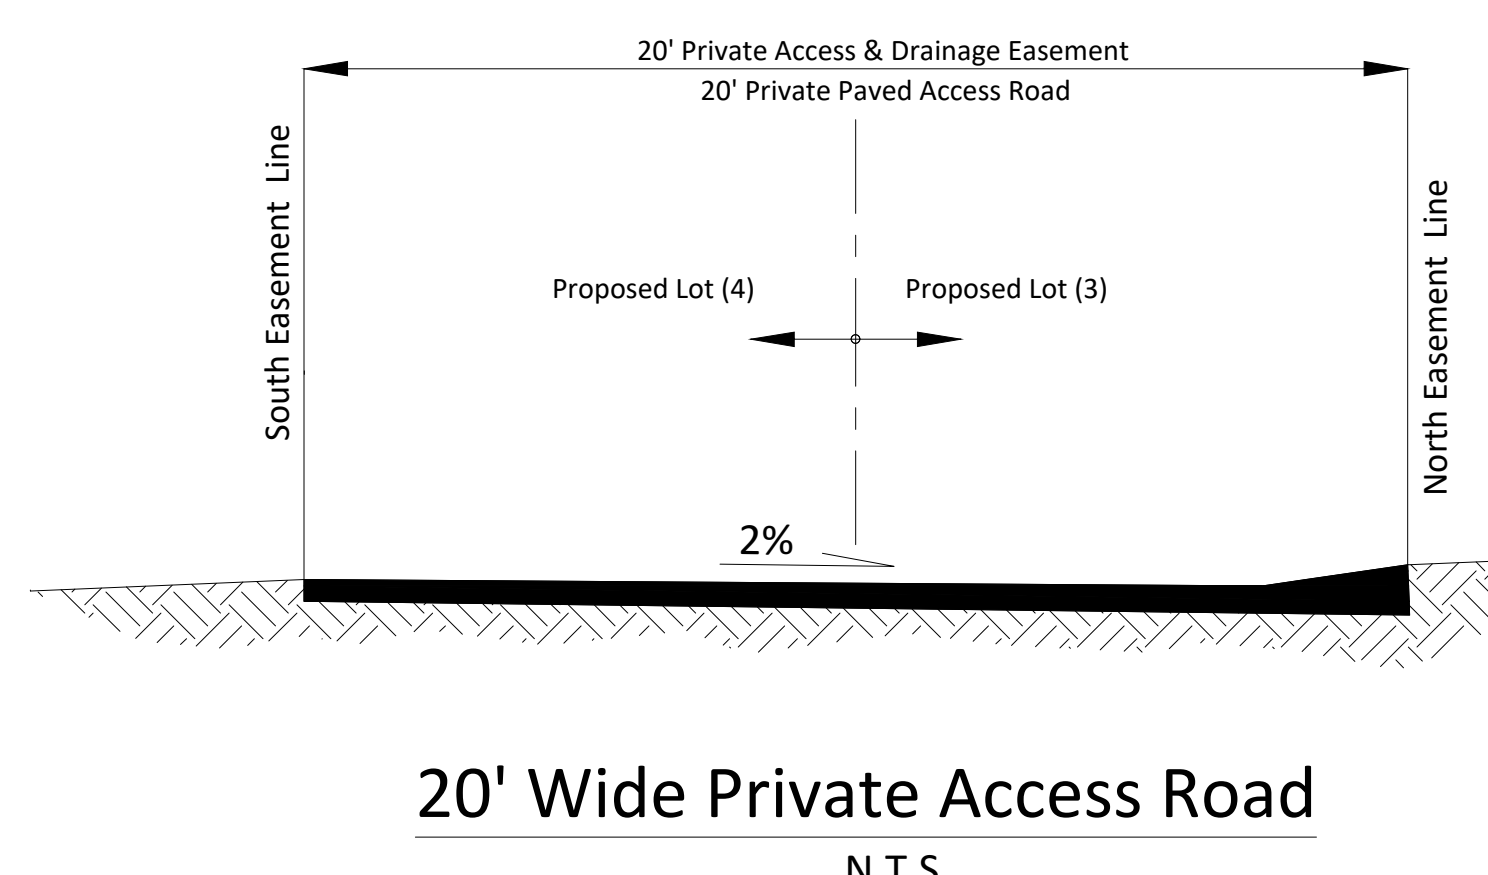 20' Private Access & Drainage Easement
20' Private Paved Access Road
South Easement Line
North Easement Line
Proposed Lot (4)
Proposed Lot (3)
2%
20' Wide Private Access Road
N.T.S